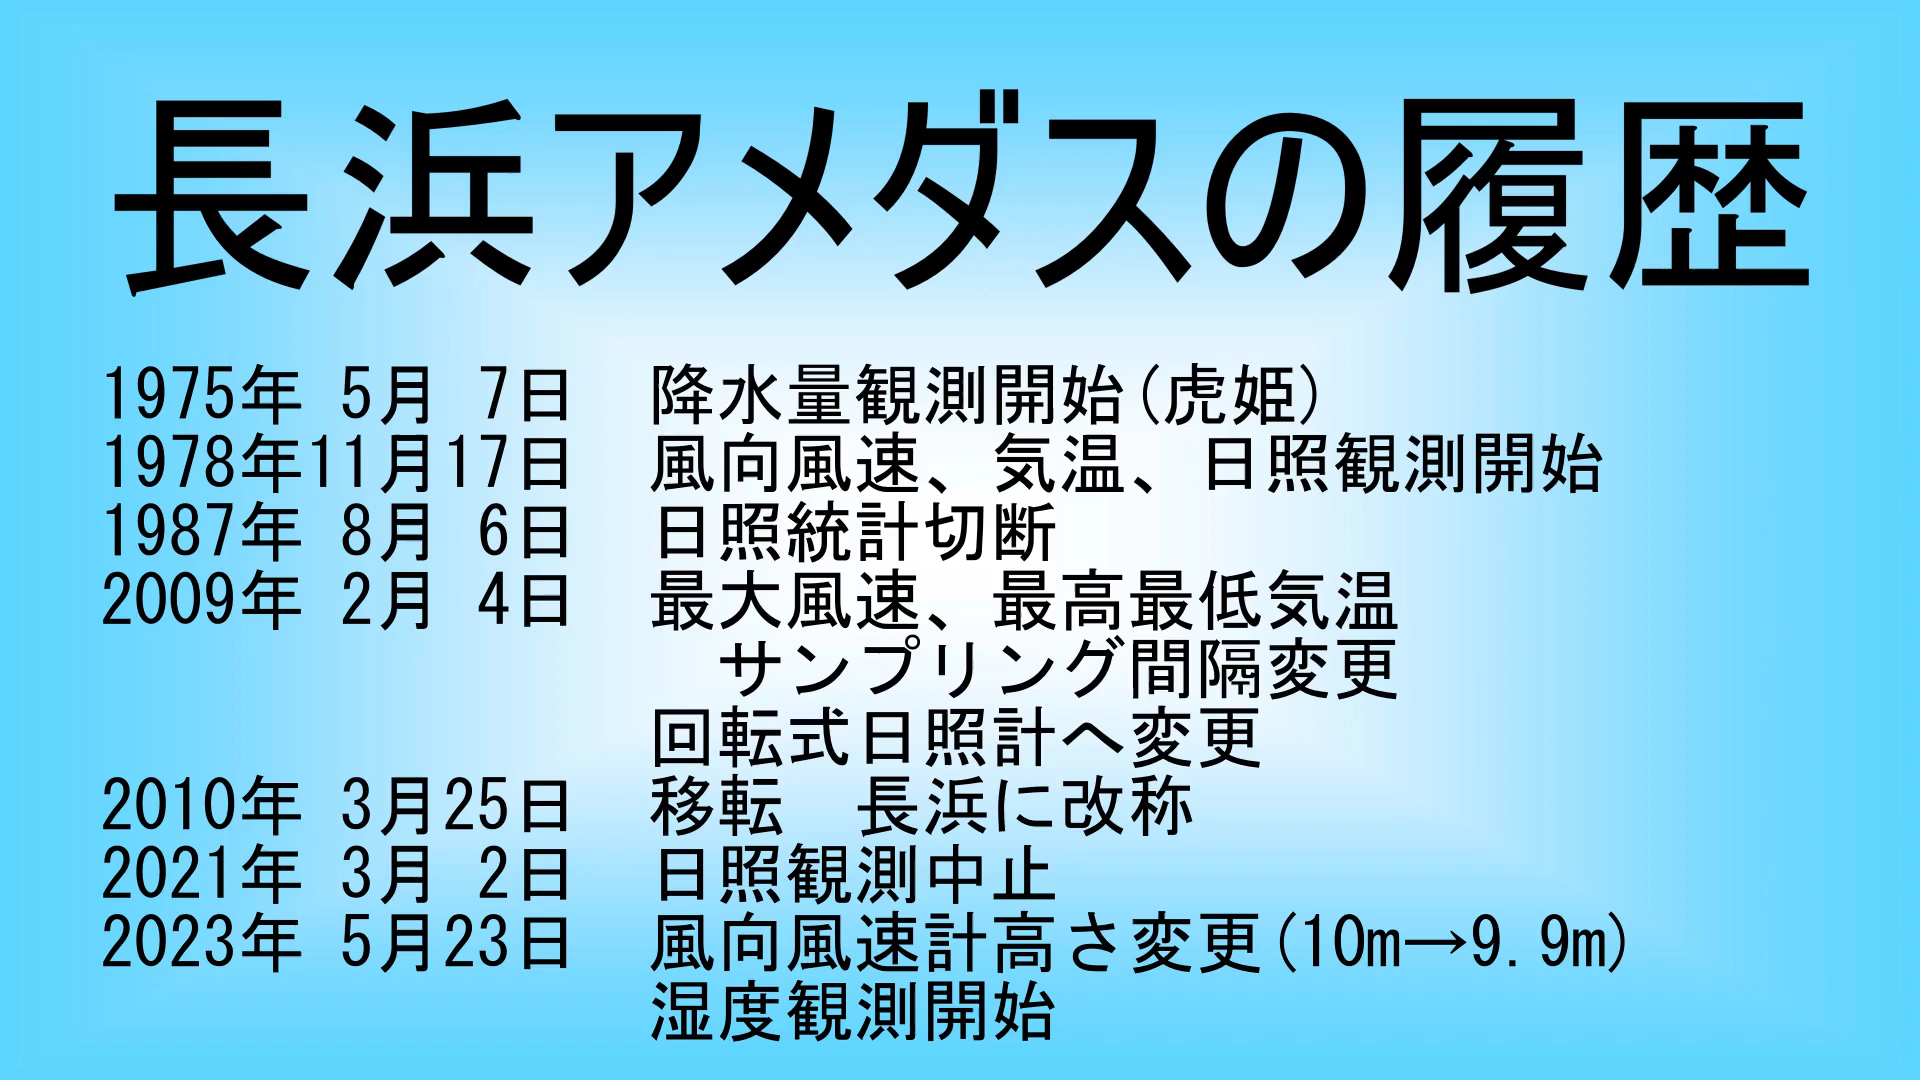 長浜アメダスの履歴
1975年 5月 7日 降水量観測開始(虎姫)
1978年11月17日 風向風速、気温、日照観測開始
1987年 8月 6日 日照統計切断
2009年 2月 4日 最大風速、最高最低気温
サンプリング間隔変更
回転式日照計へ変更
2010年 3月25日 移転 長浜に改称
2021年 3月 2日 日照観測中止
2023年 5月23日 風向風速計高さ変更(10m→9.9m)
湿度観測開始